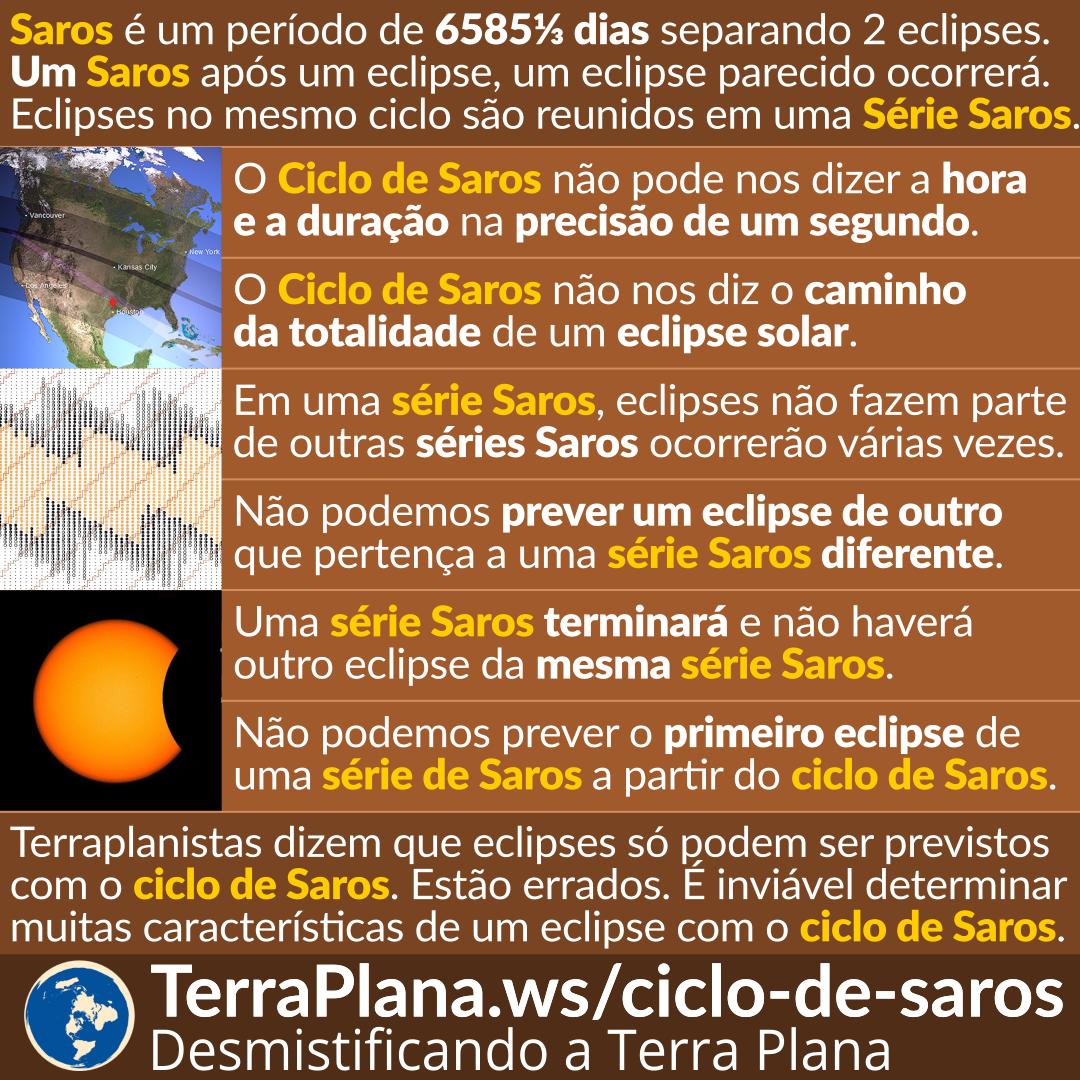 Saros é um período de 6585⅓ dias separando 2 eclipses.
Um Saros após um eclipse, um eclipse parecido ocorrerá.
Eclipses no mesmo ciclo são reunidos em uma Série Saros.
Vancouver
New York
Kansas City
Los Angeles
Houston
O Ciclo de Saros não pode nos dizer a hora
e a duração na precisão de um segundo.
O Ciclo de Saros não nos diz o caminho
da totalidade de um eclipse solar.
Em uma série Saros, eclipses não fazem parte
de outras séries Saros ocorrerão várias vezes.
Não podemos prever um eclipse de outro
que pertença a uma série Saros diferente.
Uma série Saros terminará e não haverá
outro eclipse da mesma série Saros.
Não podemos prever o primeiro eclipse de
uma série de Saros a partir do ciclo de Saros.
Terraplanistas dizem que eclipses só podem ser previstos
com o ciclo de Saros. Estão errados. É inviável determinar
muitas características de um eclipse com o ciclo de Saros.
TerraPlana.ws/ciclo-de-saros
Desmistificando a Terra Plana